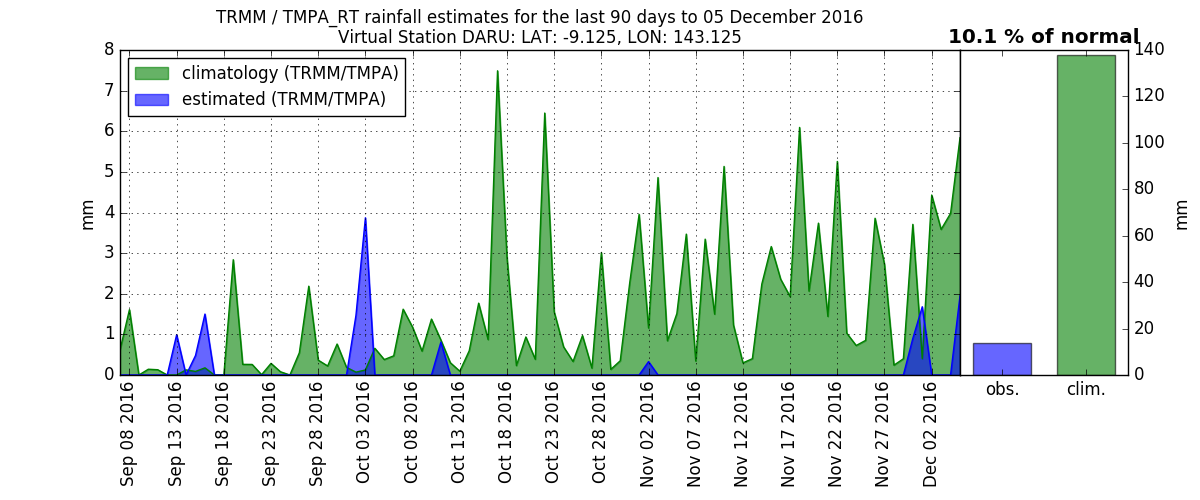 TRMM / TMPA_RT rainfall estimates for the last 90 days to 05 December 2016
Virtual Station DARU: LAT: -9.125, LON: 143.125
10.1 % of normal
climatology (TRMM/TMPA)
estimated (TRMM/TMPA)
8
7
6
5
4
3
2
1
0
mm
Sep 08 2016
Sep 13 2016
Sep 18 2016
Sep 23 2016
Sep 28 2016
Oct 03 2016
Oct 08 2016
Oct 13 2016
Oct 18 2016
Oct 23 2016
Oct 28 2016
Nov 02 2016
Nov 07 2016
Nov 12 2016
Nov 17 2016
Nov 22 2016
Nov 27 2016
Dec 02 2016
obs.
clim.
140
120
100
80
60
40
20
0
mm